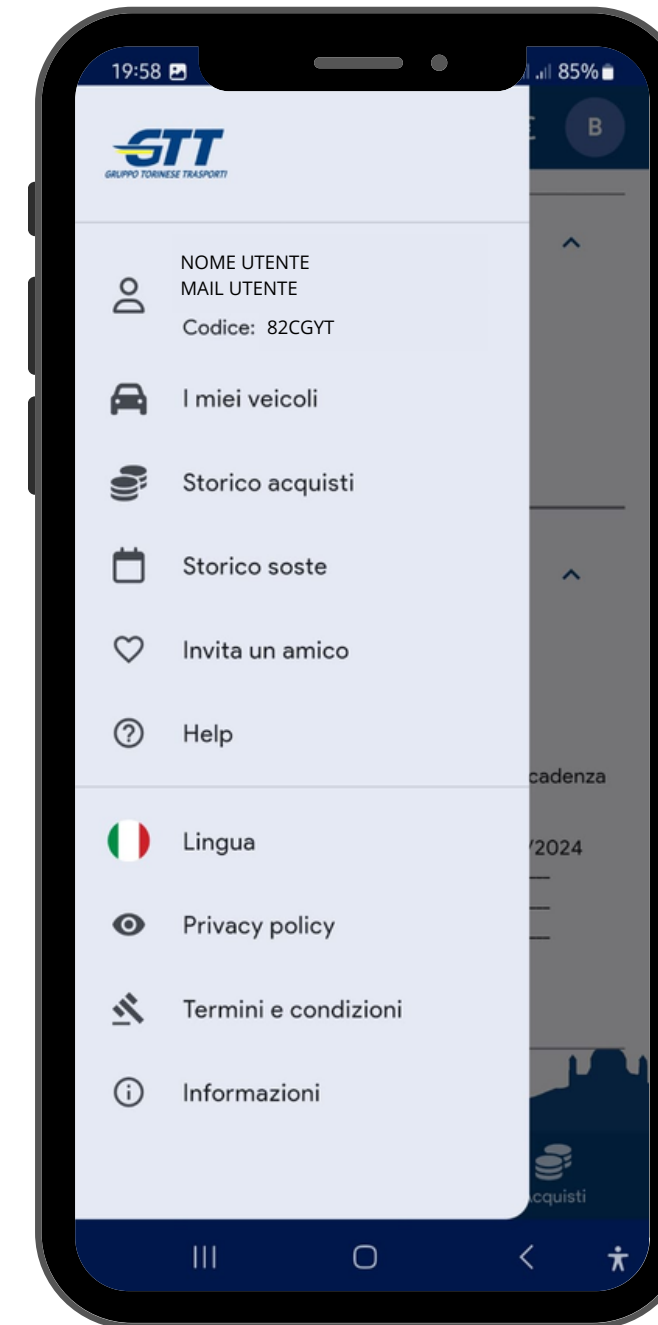 19:58
85%
B
GTT
GRUPPO TORINESE TRASPORTI
NOME UTENTE
MAIL UTENTE
Codice: 82CGYT
I miei veicoli
Storico acquisti
Storico soste
Invita un amico
Help
cadenza
Lingua
/2024
Privacy policy
Termini e condizioni
Informazioni
cquisti